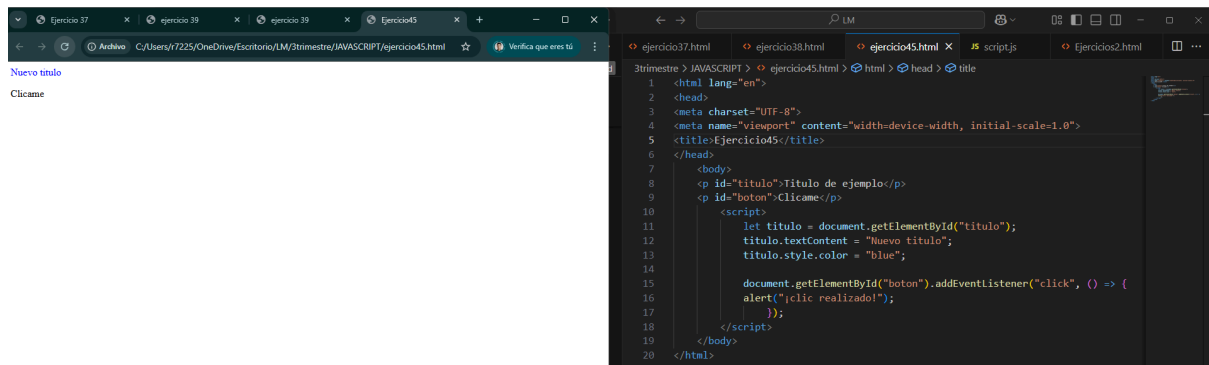 Ejercicio 37
ejercicio 39
ejercicio 39
Ejercicio45
Archivo C:/Users/r7225/OneDrive/Escritorio/LM/3trimestre/JAVASCRIPT/ejercicio45.html
Verifica que eres tú
Nuevo titulo
Clicame
LM
ejercicio37.html
ejercicio38.html
ejercicio45.html
JS script.js
Ejercicios2.html
3trimestre > JAVASCRIPT > ejercicio45.html > html > head > title
1 <html lang="en">
2 <head>
3 <meta charset="UTF-8">
4 <meta name="viewport" content="width=device-width, initial-scale=1.0">
5 <title>Ejercicio45</title>
6 </head>
7 <body>
8 <p id="titulo">Titulo de ejemplo</p>
9 <p id="boton">Clicame</p>
10 <script>
11 let titulo = document.getElementById("titulo");
12 titulo.textContent = "Nuevo titulo";
13 titulo.style.color = "blue";
14
15 document.getElementById("boton").addEventListener("click", () => {
16 alert("¡clic realizado!");
17 });
18 </script>
19 </body>
20 </html>